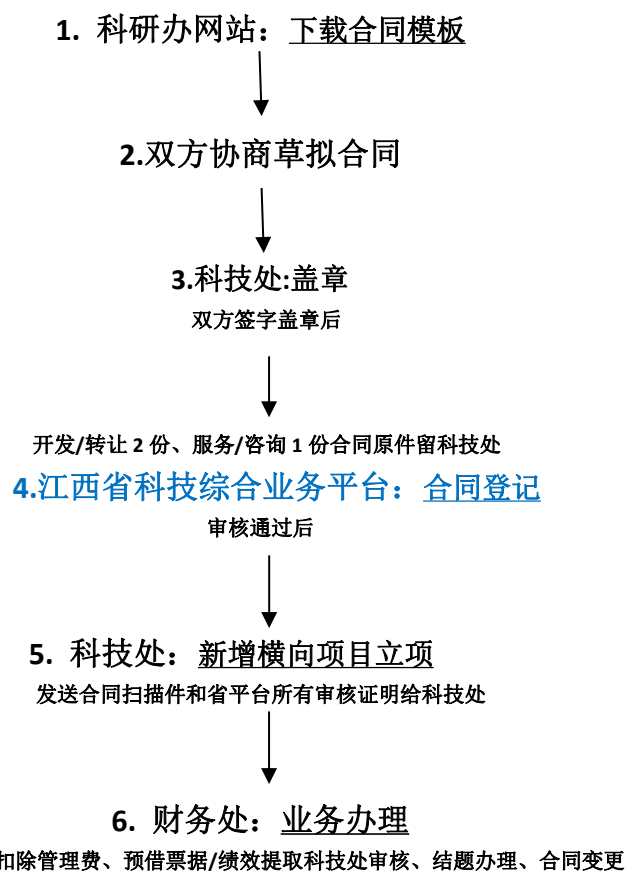 1. 科研办网站：下载合同模板
2.双方协商草拟合同
3.科技处:盖章
双方签字盖章后
开发/转让 2 份、服务/咨询 1 份合同原件留科技处
4.江西省科技综合业务平台：合同登记
审核通过后
5. 科技处：新增横向项目立项
发送合同扫描件和省平台所有审核证明给科技处
6. 财务处：业务办理
扣除管理费、预借票据/绩效提取科技处审核、结题办理、合同变更